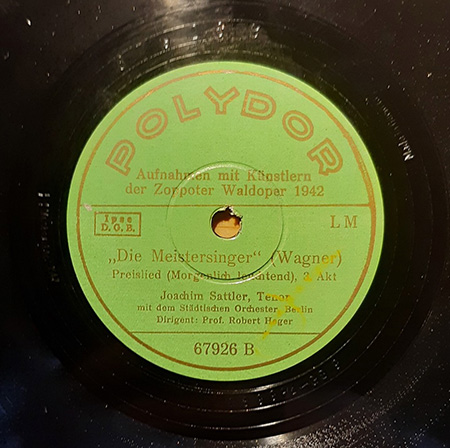 POLYDOR
Aufnahmen mit Künstlern
der Zoppoter Waldoper 1942
Ipse
D.G.B.
L M
„Die Meistersinger“ (Wagner)
Preislied (Morgenlich leuchtend), 3. Akt
Joachim Sattler, Tenor
mit dem Städtischen Orchester, Berlin
Dirigent: Prof. Robert Heger
67926 B
Made